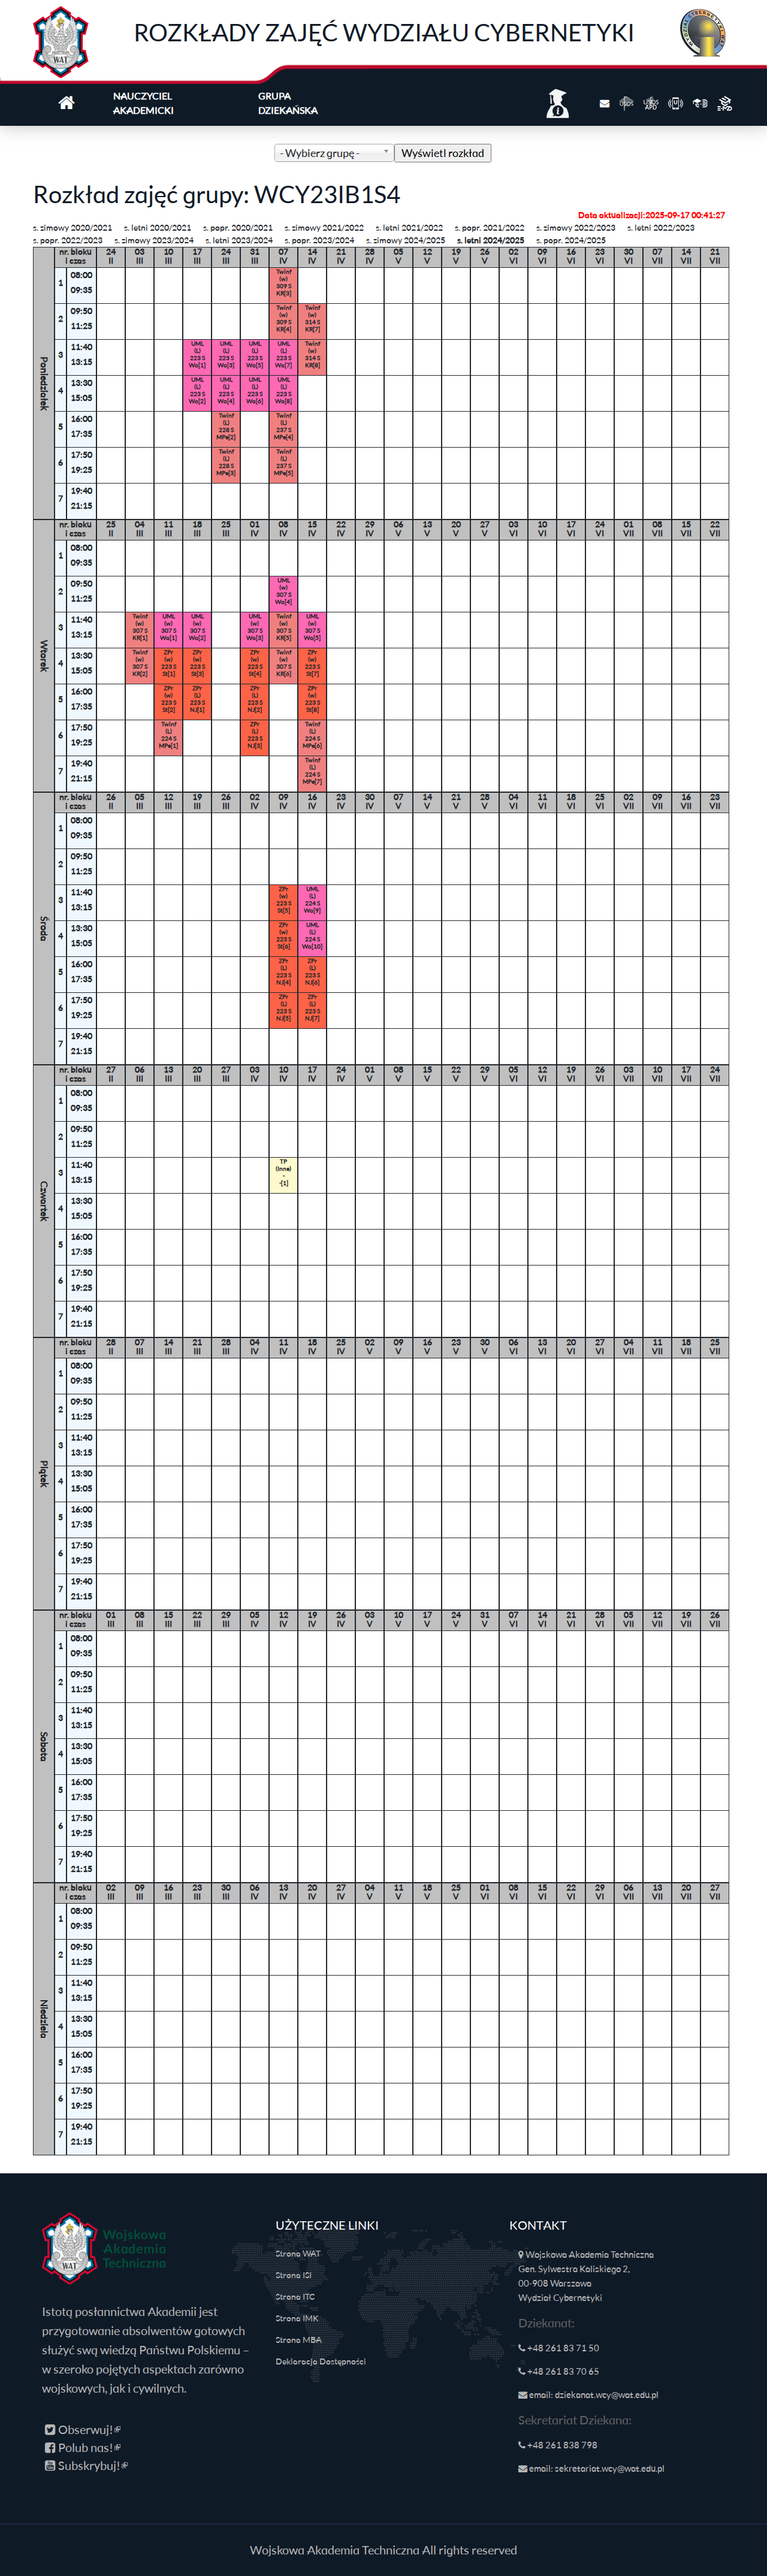 ROZKŁADY ZAJĘĆ WYDZIAŁU CYBERNETYKI
NAUCZYCIEL AKADEMICKI
GRUPA DZIEKAŃSKA
- Wybierz grupę -
Wyświetl rozkład
Rozkład zajęć grupy: WCY23IB1S4
Data aktualizacji:2025-09-17 00:41:27
s. zimowy 2020/2021 s. letni 2020/2021 s. popr. 2020/2021 s. zimowy 2021/2022 s. letni 2021/2022 s. popr. 2021/2022 s. zimowy 2022/2023 s. letni 2022/2023
s. popr. 2022/2023 s. zimowy 2023/2024 s. letni 2023/2024 s. popr. 2023/2024 s. zimowy 2024/2025 s. letni 2024/2025 s. popr. 2024/2025
Poniedziałek
nr. bloku 24 03 10 17 24 31 07 14 21 28 05 12 19 26 02 09 16 23 30 07 14 21
i czas II III III III III III IV IV IV IV V V V V VI VI VI VI VI VII VII VII
1 08:00 09:35 Twinf (w) 309 S KR[3]
2 09:50 11:25 Twinf (w) 309 S KR[4] Twinf (w) 314 S KR[7]
3 11:40 13:15 UML (L) 223 S Wa[1] UML (L) 223 S Wa[3] UML (L) 223 S Wa[5] UML (L) 223 S Wa[7] Twinf (w) 314 S KR[8]
4 13:30 15:05 UML (L) 223 S Wa[2] UML (L) 223 S Wa[4] UML (L) 223 S Wa[6] UML (L) 223 S Wa[8]
5 16:00 17:35 Twinf (L) 228 S MPa[2] Twinf (L) 237 S MPa[4]
6 17:50 19:25 Twinf (L) 228 S MPa[3] Twinf (L) 237 S MPa[5]
7 19:40 21:15
Wtorek
nr. bloku 25 04 11 18 25 01 08 15 22 29 06 13 20 27 03 10 17 24 01 08 15 22
i czas II III III III III IV IV IV IV IV V V V V VI VI VI VI VII VII VII VII
1 08:00 09:35
2 09:50 11:25 UML (w) 307 S Wa[4]
3 11:40 13:15 Twinf (w) 307 S KR[1] UML (w) 307 S Wa[1] UML (w) 307 S Wa[2] UML (w) 307 S Wa[3] Twinf (w) 307 S KR[5] UML (w) 307 S Wa[5]
4 13:30 15:05 Twinf (w) 307 S KR[2] ZPr (w) 223 S St[1] ZPr (w) 223 S St[3] ZPr (w) 223 S St[4] Twinf (w) 307 S KR[6] ZPr (w) 223 S St[7]
5 16:00 17:35 ZPr (w) 223 S St[2] ZPr (L) 223 S NJ[1] ZPr (L) 223 S NJ[2] ZPr (w) 223 S St[8]
6 17:50 19:25 Twinf (L) 224 S MPa[1] ZPr (L) 223 S NJ[3] Twinf (L) 224 S MPa[6]
7 19:40 21:15 Twinf (L) 224 S MPa[7]
Środa
nr. bloku 26 05 12 19 26 02 09 16 23 30 07 14 21 28 04 11 18 25 02 09 16 23
i czas II III III III III IV IV IV IV IV V V V V VI VI VI VI VII VII VII VII
1 08:00 09:35
2 09:50 11:25
3 11:40 13:15 ZPr (w) 223 S St[5] UML (L) 224 S Wa[9]
4 13:30 15:05 ZPr (w) 223 S St[6] UML (L) 224 S Wa[10]
5 16:00 17:35 ZPr (L) 223 S NJ[4] ZPr (L) 223 S NJ[6]
6 17:50 19:25 ZPr (L) 223 S NJ[5] ZPr (L) 223 S NJ[7]
7 19:40 21:15
Czwartek
nr. bloku 27 06 13 20 27 03 10 17 24 01 08 15 22 29 05 12 19 26 03 10 17 24
i czas II III III III III IV IV IV IV V V V V V VI VI VI VI VII VII VII VII
1 08:00 09:35
2 09:50 11:25
3 11:40 13:15 TP (Inne) - -[1]
4 13:30 15:05
5 16:00 17:35
6 17:50 19:25
7 19:40 21:15
Piątek
nr. bloku 28 07 14 21 28 04 11 18 25 02 09 16 23 30 06 13 20 27 04 11 18 25
i czas II III III III III IV IV IV IV V V V V V VI VI VI VI VII VII VII VII
1 08:00 09:35
2 09:50 11:25
3 11:40 13:15
4 13:30 15:05
5 16:00 17:35
6 17:50 19:25
7 19:40 21:15
Sobota
nr. bloku 01 08 15 22 29 05 12 19 26 03 10 17 24 31 07 14 21 28 05 12 19 26
i czas III III III III III IV IV IV IV V V V V V VI VI VI VI VII VII VII VII
1 08:00 09:35
2 09:50 11:25
3 11:40 13:15
4 13:30 15:05
5 16:00 17:35
6 17:50 19:25
7 19:40 21:15
Niedziela
nr. bloku 02 09 16 23 30 06 13 20 27 04 11 18 25 01 08 15 22 29 06 13 20 27
i czas III III III III III IV IV IV IV V V V V VI VI VI VI VI VII VII VII VII
1 08:00 09:35
2 09:50 11:25
3 11:40 13:15
4 13:30 15:05
5 16:00 17:35
6 17:50 19:25
7 19:40 21:15
WAT
Wojskowa
Akademia
Techniczna
Istotą posłannictwa Akademii jest
przygotowanie absolwentów gotowych
służyć swą wiedzą Państwu Polskiemu –
w szeroko pojętych aspektach zarówno
wojskowych, jak i cywilnych.
Obserwuj!
Polub nas!
Subskrybuj!
UŻYTECZNE LINKI
Strona WAT
Strona ISI
Strona ITC
Strona IMK
Strona MBA
Deklaracja Dostępności
KONTAKT
Wojskowa Akademia Techniczna
Gen. Sylwestra Kaliskiego 2,
00-908 Warszawa
Wydział Cybernetyki
Dziekanat:
+48 261 83 71 50
+48 261 83 70 65
email: dziekanat.wcy@wat.edu.pl
Sekretariat Dziekana:
+48 261 838 798
email: sekretariat.wcy@wat.edu.pl
Wojskowa Akademia Techniczna All rights reserved